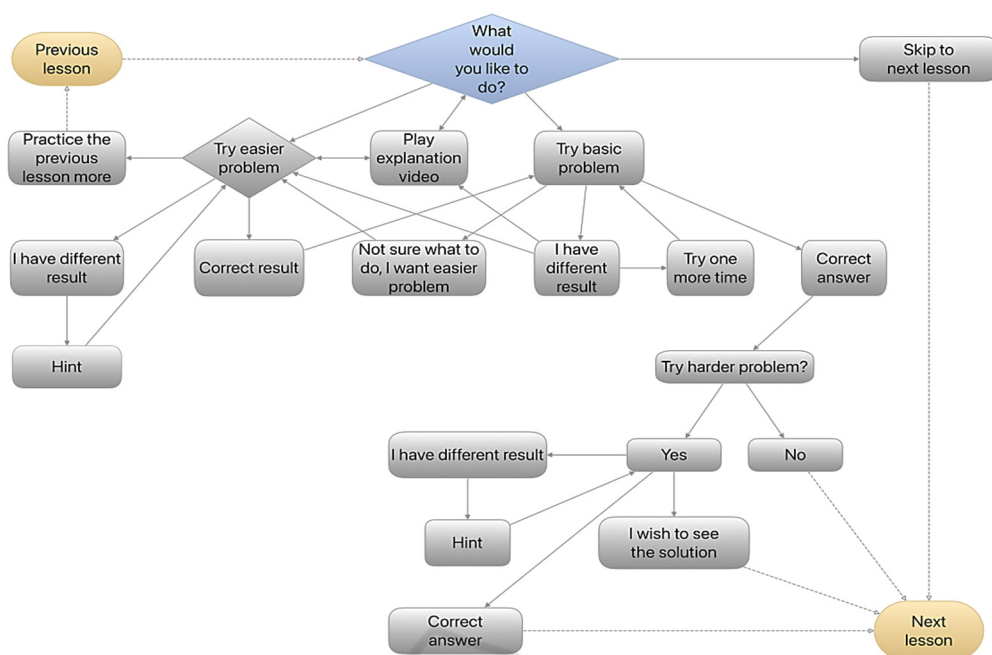 What
would
you like to
do?
Previous
lesson
Skip to
next lesson
Practice the
previous
lesson more
Try easier
problem
Play
explanation
video
Try basic
problem
I have different
result
Correct result
Not sure what to
do, I want easier
problem
I have
different
result
Try one
more time
Correct
answer
Hint
Try harder problem?
I have different result
Yes
No
Hint
I wish to see
the solution
Correct
answer
Next
lesson